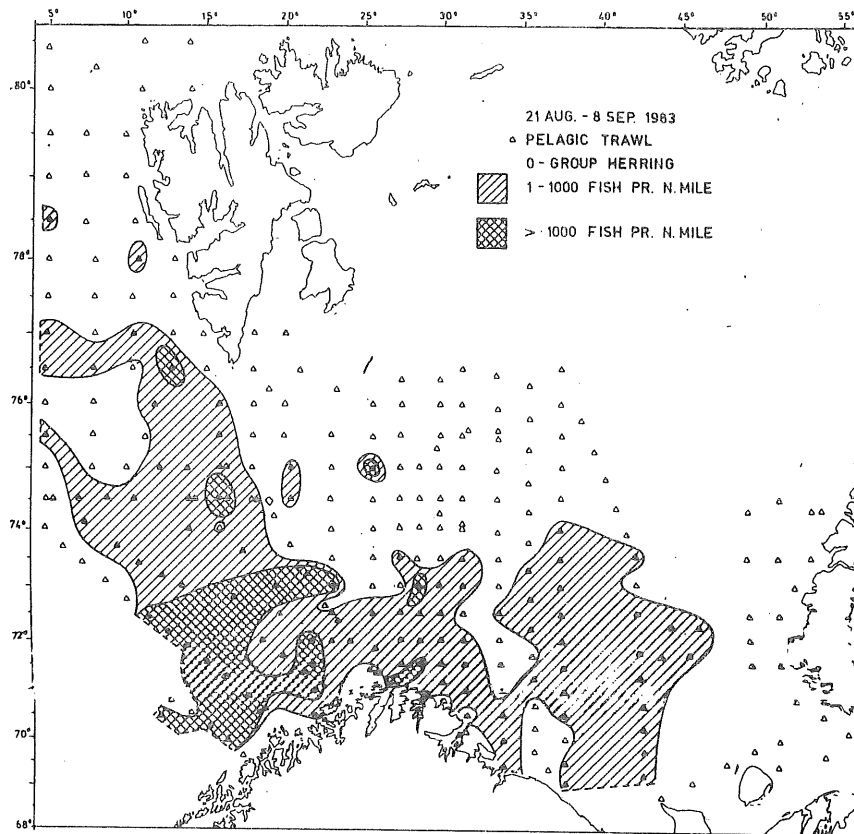 5° 10° 15° 20° 25° 30° 35° 40° 45° 50° 55°
80°
21 AUG. - 8 SEP. 1983
PELAGIC TRAWL
0 - GROUP HERRING
1 - 1000 FISH PR. N. MILE
> 1000 FISH PR. N. MILE
78°
76°
74°
72°
70°
68°